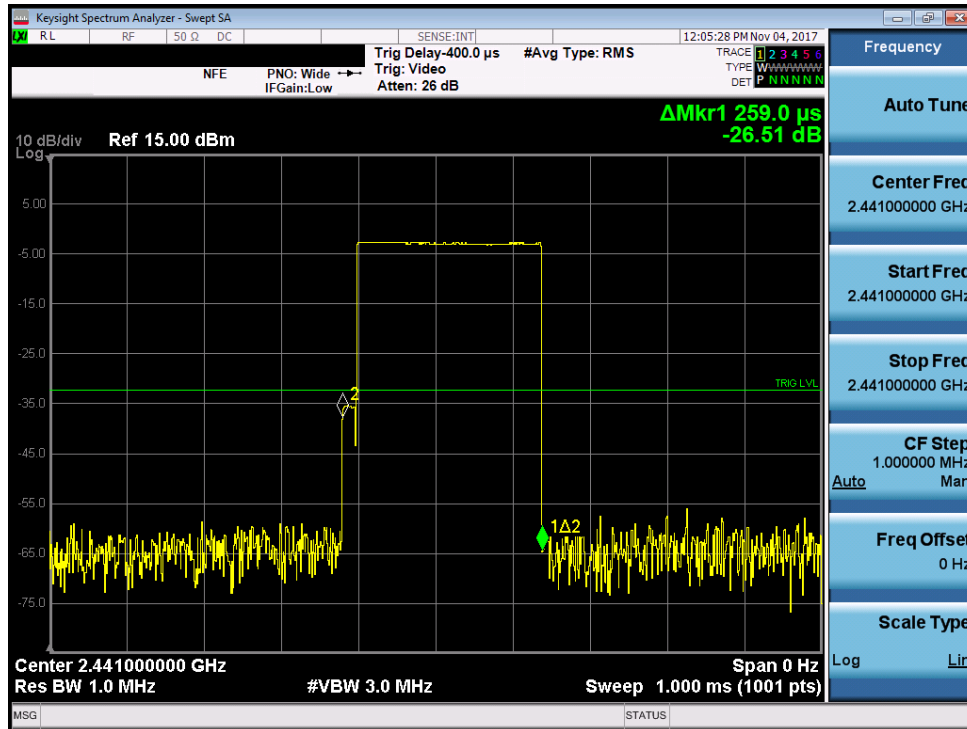 Keysight Spectrum Analyzer - Swept SA
LXI RL RF 50 Ω DC SENSE:INT 12:05:28 PM Nov 04, 2017
Trig Delay-400.0 µs #Avg Type: RMS TRACE 1 2 3 4 5 6
NFE PNO: Wide Trig: Video TYPE WWWWWW
IFGain:Low Atten: 26 dB DET P N N N N N
ΔMkr1 259.0 µs
-26.51 dB
10 dB/div Ref 15.00 dBm
Log
5.00
-5.00
-15.0
-25.0
TRIG LVL
-35.0
2
-45.0
-55.0
1Δ2
-65.0
-75.0
Center 2.441000000 GHz Span 0 Hz
Res BW 1.0 MHz #VBW 3.0 MHz Sweep 1.000 ms (1001 pts)
MSG STATUS
Frequency
Auto Tune
Center Freq
2.441000000 GHz
Start Freq
2.441000000 GHz
Stop Freq
2.441000000 GHz
CF Step
1.000000 MHz
Auto Man
Freq Offset
0 Hz
Scale Type
Log Lin